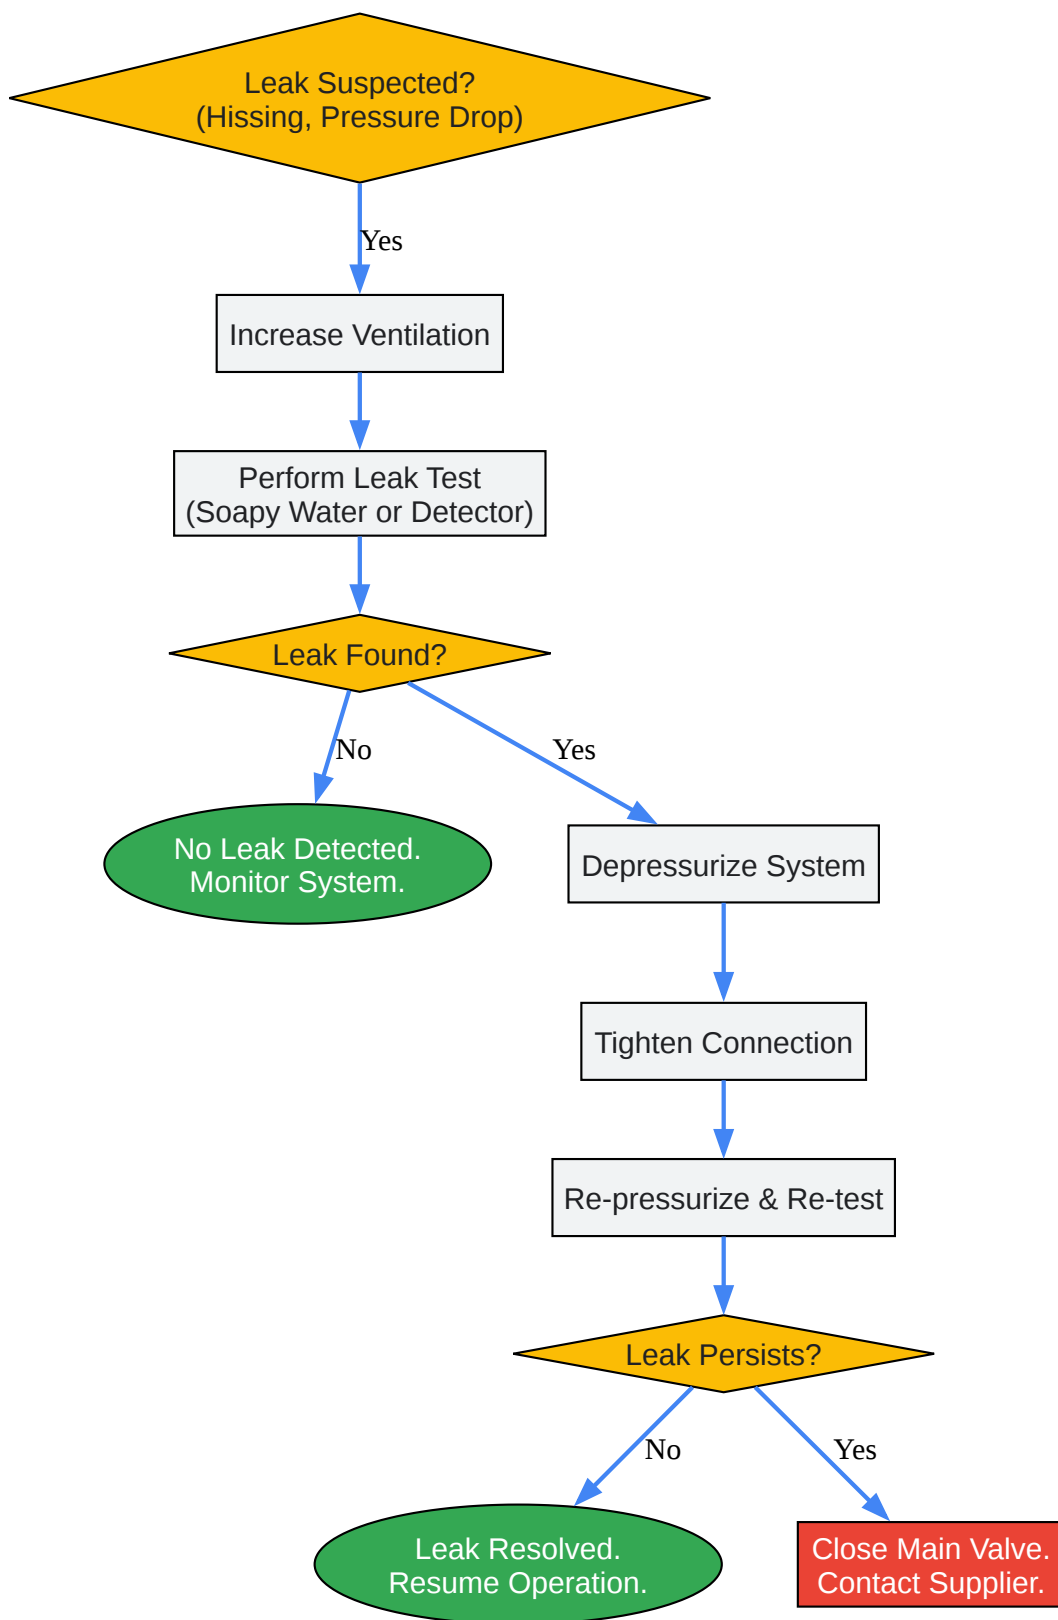 Leak Suspected?
(Hissing, Pressure Drop)
Yes
Increase Ventilation
Perform Leak Test
(Soapy Water or Detector)
Leak Found?
No
Yes
No Leak Detected.
Monitor System.
Depressurize System
Tighten Connection
Re-pressurize & Re-test
Leak Persists?
No
Yes
Leak Resolved.
Resume Operation.
Close Main Valve.
Contact Supplier.